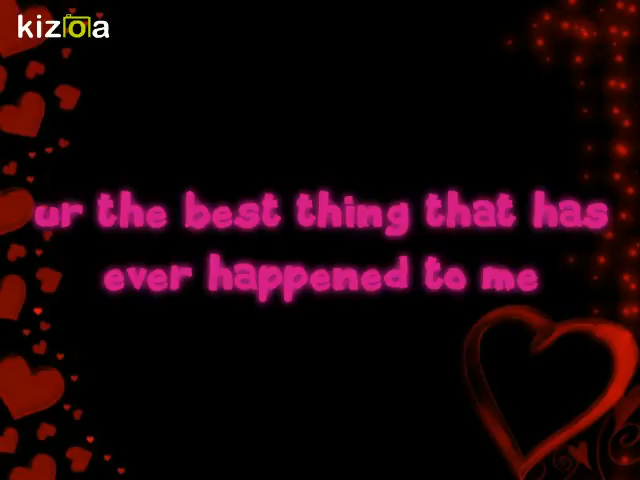 kizoa
ur the best thing that has
ever happened to me